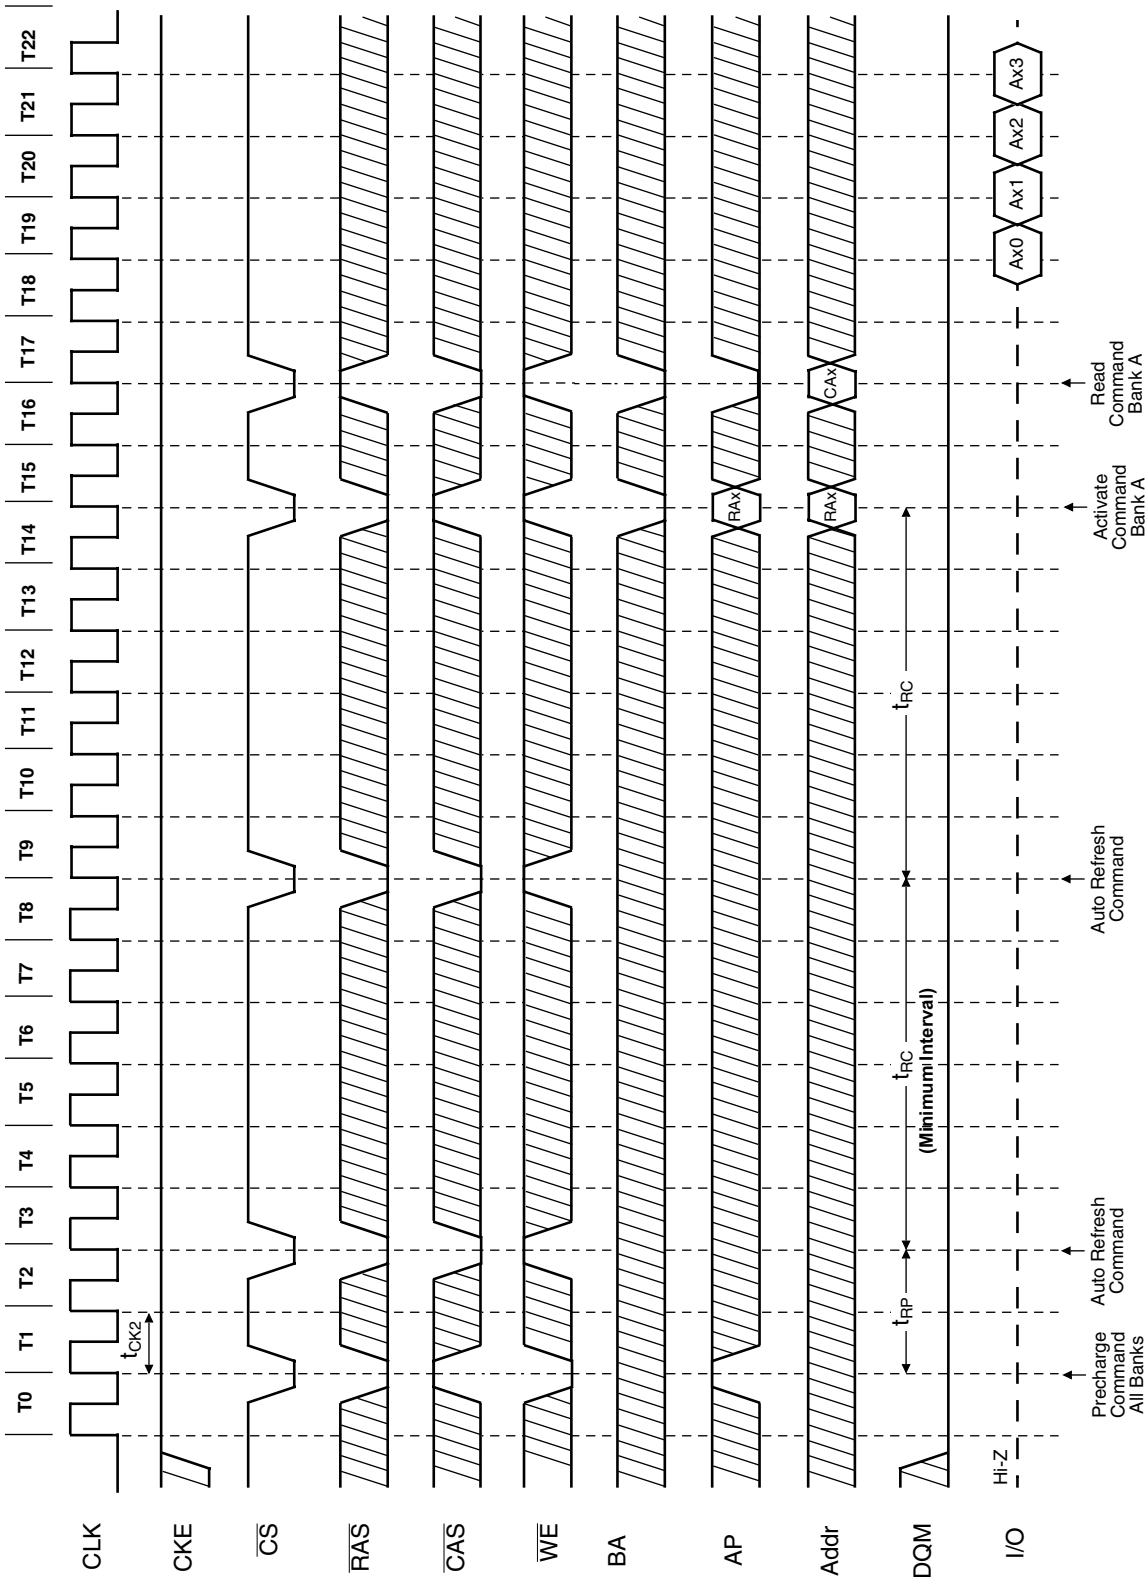 T0 T1 T2 T3 T4 T5 T6 T7 T8 T9 T10 T11 T12 T13 T14 T15 T16 T17 T18 T19 T20 T21 T22
CLK
tCK2
CKE
CS
RAS
CAS
WE
BA
AP
RAx
Addr
RAx CAx
DQM
tRP tRC tRC
(Minimum Interval)
I/O
Hi-Z
Ax0 Ax1 Ax2 Ax3
Precharge
Command
All Banks
Auto Refresh
Command
Auto Refresh
Command
Activate
Command
Bank A
Read
Command
Bank A